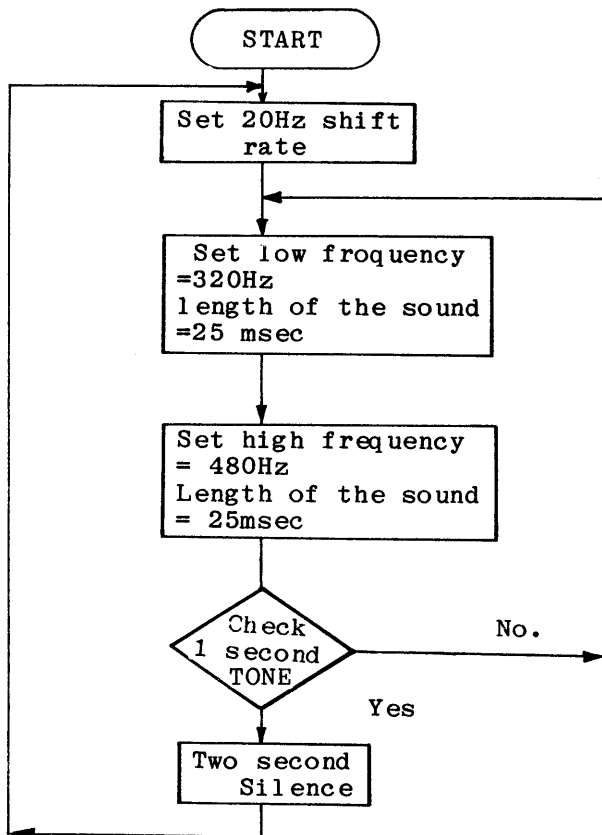 START
Set 20Hz shift
rate
Set low froquency
=320Hz
length of the sound
=25 msec
Set high frequency
= 480Hz
Length of the sound
= 25msec
Check
1 second
TONE
No.
Yes
Two second
Silence